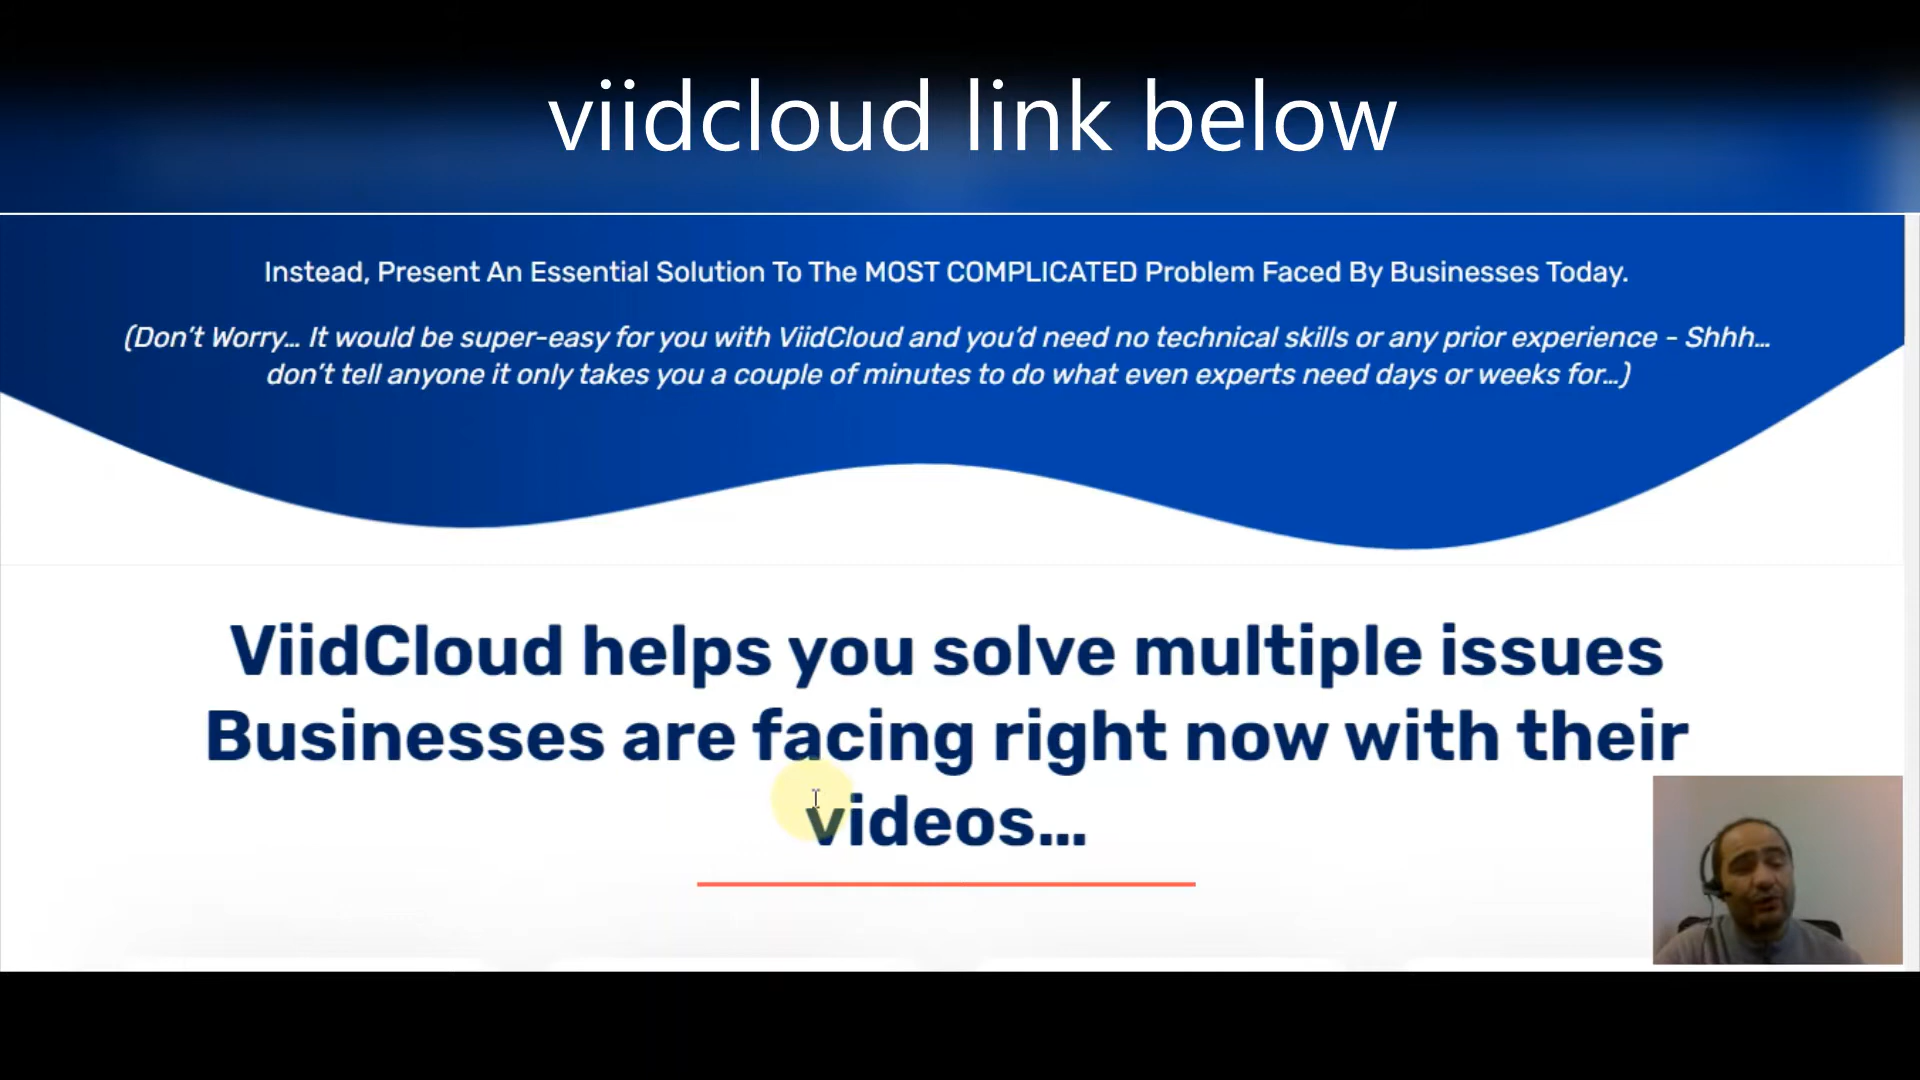 viidcloud link below
Instead, Present An Essential Solution To The MOST COMPLICATED Problem Faced By Businesses Today.
(Don't Worry... It would be super-easy for you with ViidCloud and you'd need no technical skills or any prior experience - Shhh...
don't tell anyone it only takes you a couple of minutes to do what even experts need days or weeks for...)
ViidCloud helps you solve multiple issues
Businesses are facing right now with their
videos...